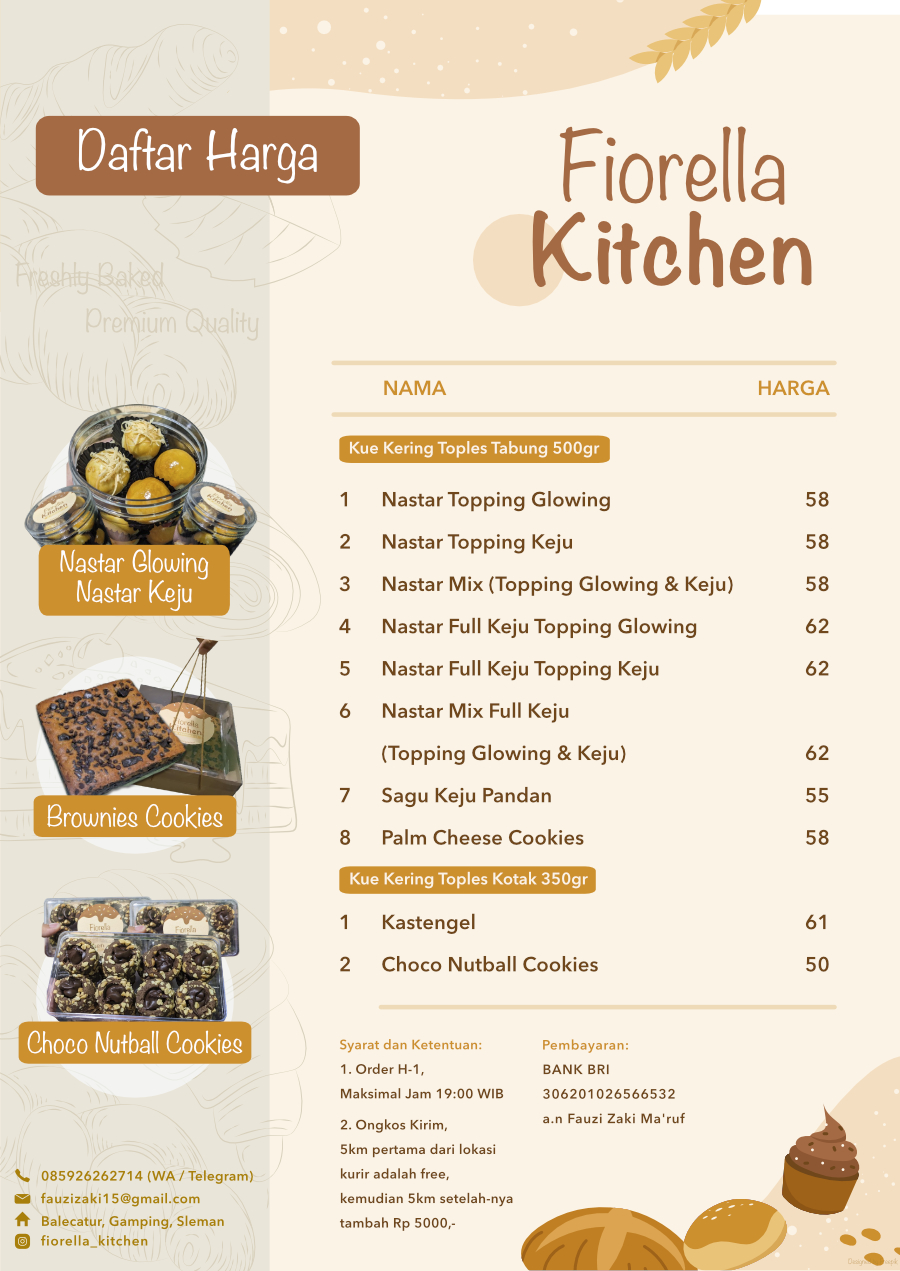 Daftar Harga
Fiorella
Kitchen
Freshly Baked
Premium Quality
NAMA HARGA
Kue Kering Toples Tabung 500gr
1 Nastar Topping Glowing 58
2 Nastar Topping Keju 58
3 Nastar Mix (Topping Glowing & Keju) 58
4 Nastar Full Keju Topping Glowing 62
5 Nastar Full Keju Topping Keju 62
6 Nastar Mix Full Keju
(Topping Glowing & Keju) 62
7 Sagu Keju Pandan 55
8 Palm Cheese Cookies 58
Kue Kering Toples Kotak 350gr
1 Kastengel 61
2 Choco Nutball Cookies 50
Nastar Glowing
Nastar Keju
Fiorella
Kitchen
Brownies Cookies
Fiorella
Fiorella
Choco Nutball Cookies
Syarat dan Ketentuan:
1. Order H-1,
Maksimal Jam 19:00 WIB
2. Ongkos Kirim,
5km pertama dari lokasi
kurir adalah free,
kemudian 5km setelah-nya
tambah Rp 5000,-
Pembayaran:
BANK BRI
306201026566532
a.n Fauzi Zaki Ma'ruf
085926262714 (WA / Telegram)
fauzizaki15@gmail.com
Balecatur, Gamping, Sleman
fiorella_kitchen